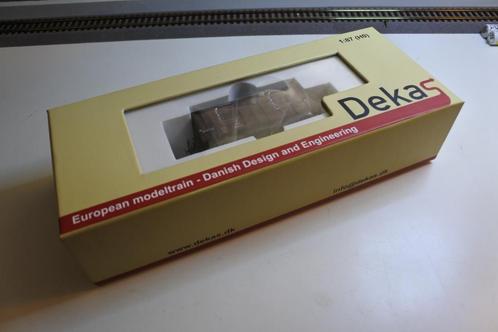 1:87 (H0)
Dekas
European modeltrain - Danish Design and Engineering
www.dekas.dk
info@dekas.dk